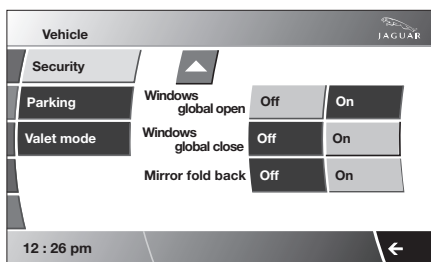 Vehicle
JAGUAR
Security
Parking
Valet mode
Windows
global open
Off
On
Windows
global close
Off
On
Mirror fold back
Off
On
12 : 26 pm